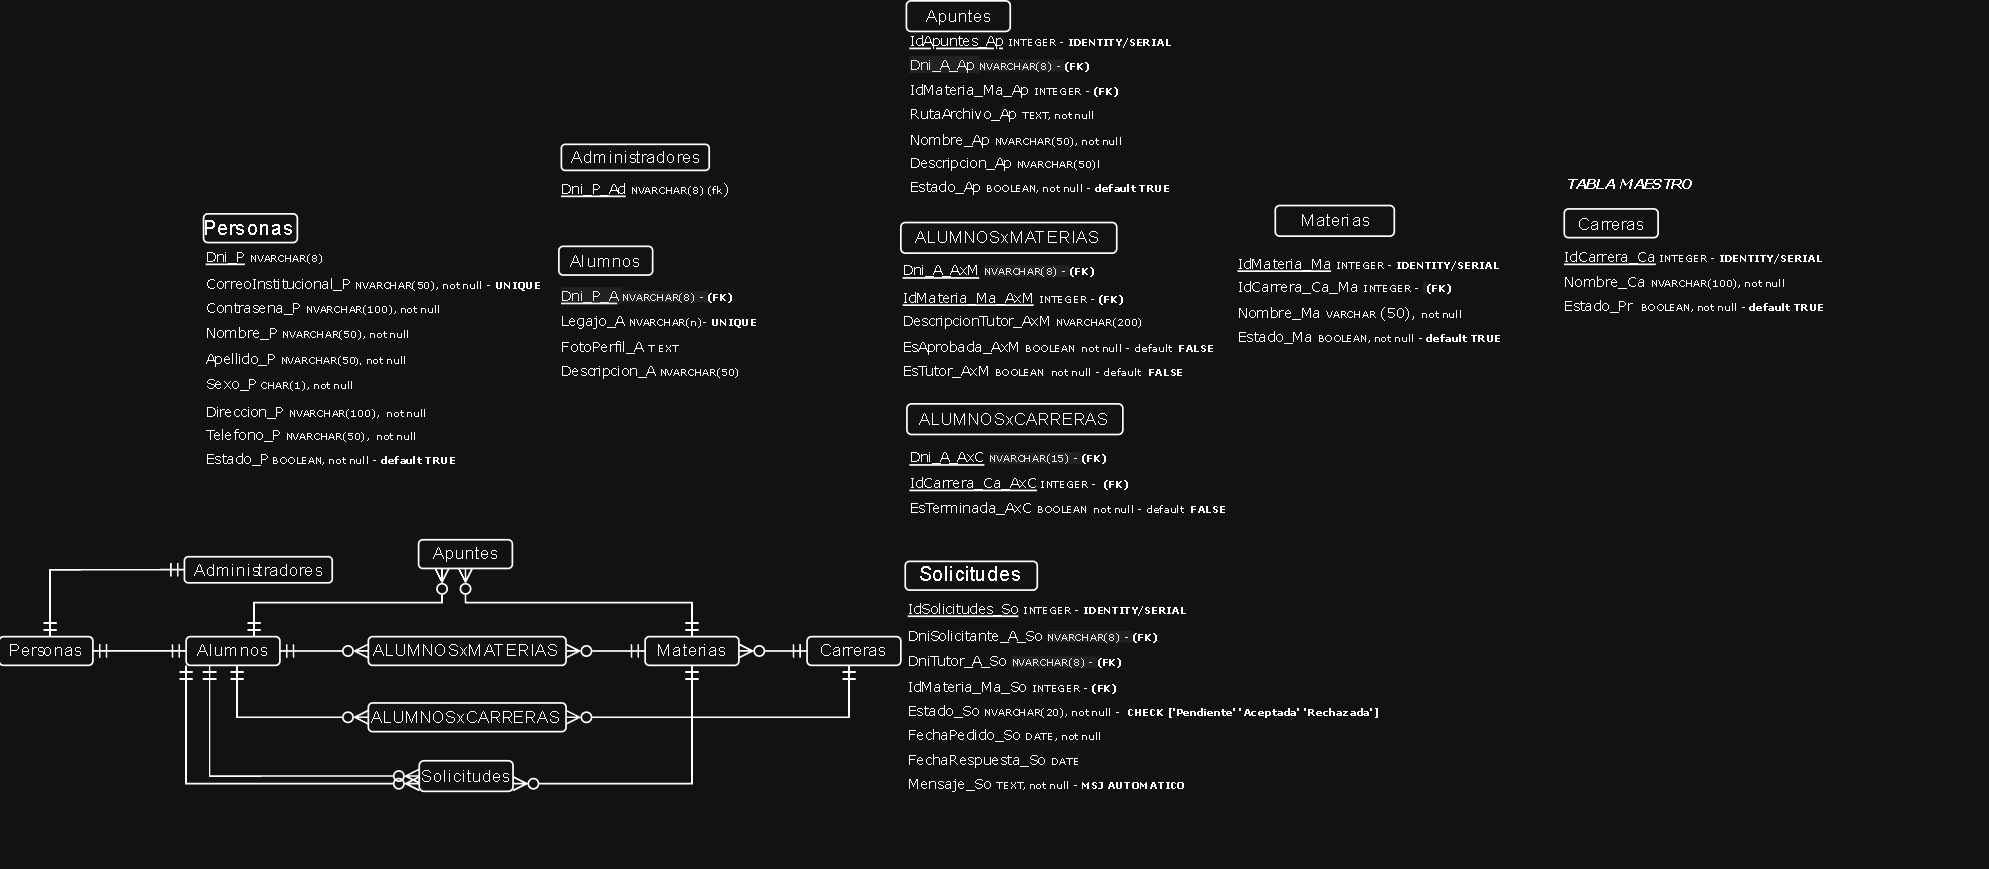 Apuntes
IdApuntes_Ap INTEGER - IDENTITY/SERIAL
Dni_A_Ap NVARCHAR(8) - (FK)
IdMateria_Ma_Ap INTEGER - (FK)
RutaArchivo_Ap TEXT, not null
Nombre_Ap NVARCHAR(50), not null
Descripcion_Ap NVARCHAR(50)l
Estado_Ap BOOLEAN, not null - default TRUE
Administradores
Dni_P_Ad NVARCHAR(8) (fk)
Personas
Dni_P NVARCHAR(8)
CorreoInstitucional_P NVARCHAR(50), not null - UNIQUE
Contrasena_P NVARCHAR(100), not null
Nombre_P NVARCHAR(50), not null
Apellido_P NVARCHAR(50), not null
Sexo_P CHAR(1), not null
Direccion_P NVARCHAR(100), not null
Telefono_P NVARCHAR(50), not null
Estado_P BOOLEAN, not null - default TRUE
Alumnos
Dni_P_A NVARCHAR(8) - (FK)
Legajo_A NVARCHAR(n)- UNIQUE
FotoPerfil_A TEXT
Descripcion_A NVARCHAR(50)
ALUMNOSxMATERIAS
Dni_A_AxM NVARCHAR(8) - (FK)
IdMateria_Ma_AxM INTEGER - (FK)
DescripcionTutor_AxM NVARCHAR(200)
EsAprobada_AxM BOOLEAN not null - default FALSE
EsTutor_AxM BOOLEAN not null - default FALSE
Materias
IdMateria_Ma INTEGER - IDENTITY/SERIAL
IdCarrera_Ca_Ma INTEGER - (FK)
Nombre_Ma VARCHAR (50), not null
Estado_Ma BOOLEAN, not null - default TRUE
TABLA MAESTRO
Carreras
IdCarrera_Ca INTEGER - IDENTITY/SERIAL
Nombre_Ca NVARCHAR(100), not null
Estado_Pr BOOLEAN, not null - default TRUE
ALUMNOSxCARRERAS
Dni_A_AxC NVARCHAR(15) - (FK)
IdCarrera_Ca_AxC INTEGER - (FK)
EsTerminada_AxC BOOLEAN not null - default FALSE
Solicitudes
IdSolicitudes_So INTEGER - IDENTITY/SERIAL
DniSolicitante_A_So NVARCHAR(8) - (FK)
DniTutor_A_So NVARCHAR(8) - (FK)
IdMateria_Ma_So INTEGER - (FK)
Estado_So NVARCHAR(20), not null - CHECK ['Pendiente' 'Aceptada' 'Rechazada']
FechaPedido_So DATE, not null
FechaRespuesta_So DATE
Mensaje_So TEXT, not null - MSJ AUTOMATICO
Apuntes
Administradores
Personas
Alumnos
ALUMNOSxMATERIAS
Materias
Carreras
ALUMNOSxCARRERAS
Solicitudes